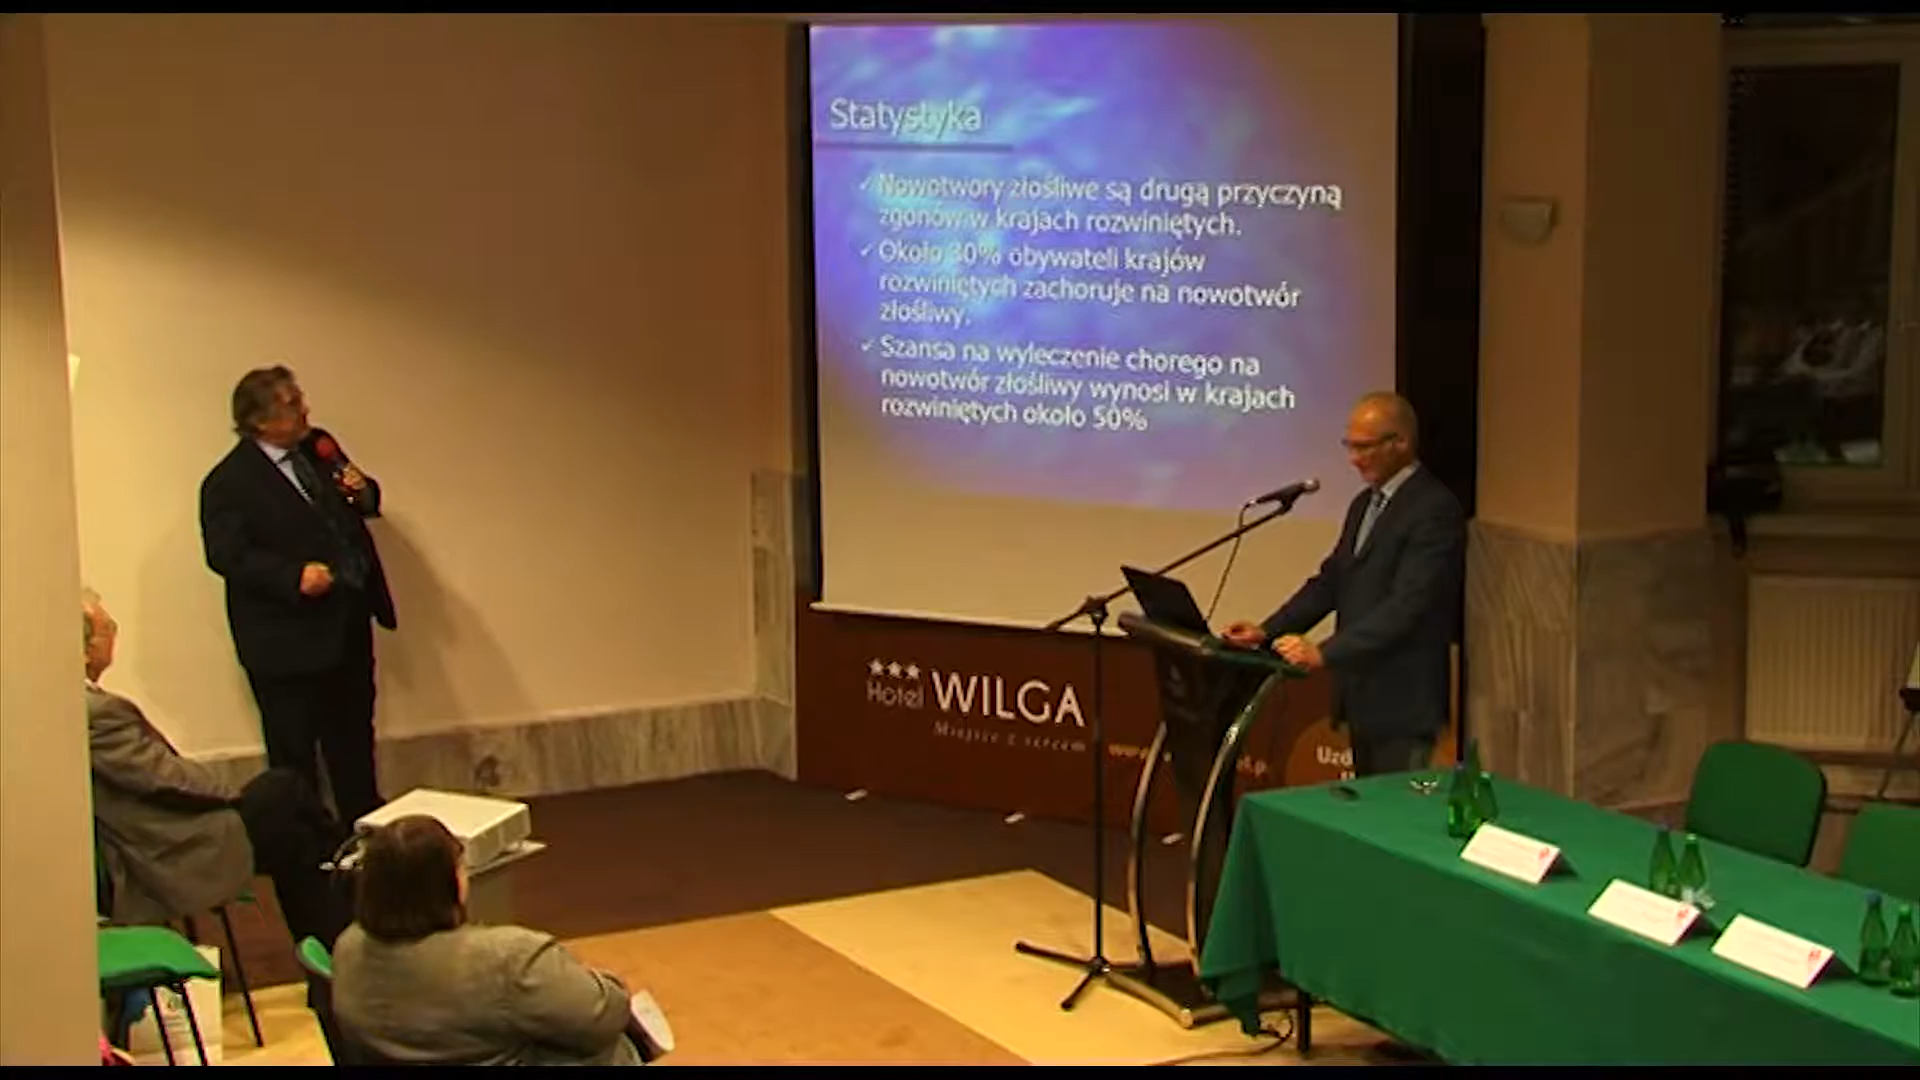 Statystyka
✓ Nowotwory złośliwe są drugą przyczyną
zgonów w krajach rozwiniętych.
✓ Około 30% obywateli krajów
rozwiniętych zachoruje na nowotwór
złośliwy.
✓ Szansa na wyleczenie chorego na
nowotwór złośliwy wynosi w krajach
rozwiniętych około 50%
★★★
Hotel WILGA
Miejsce z sercem